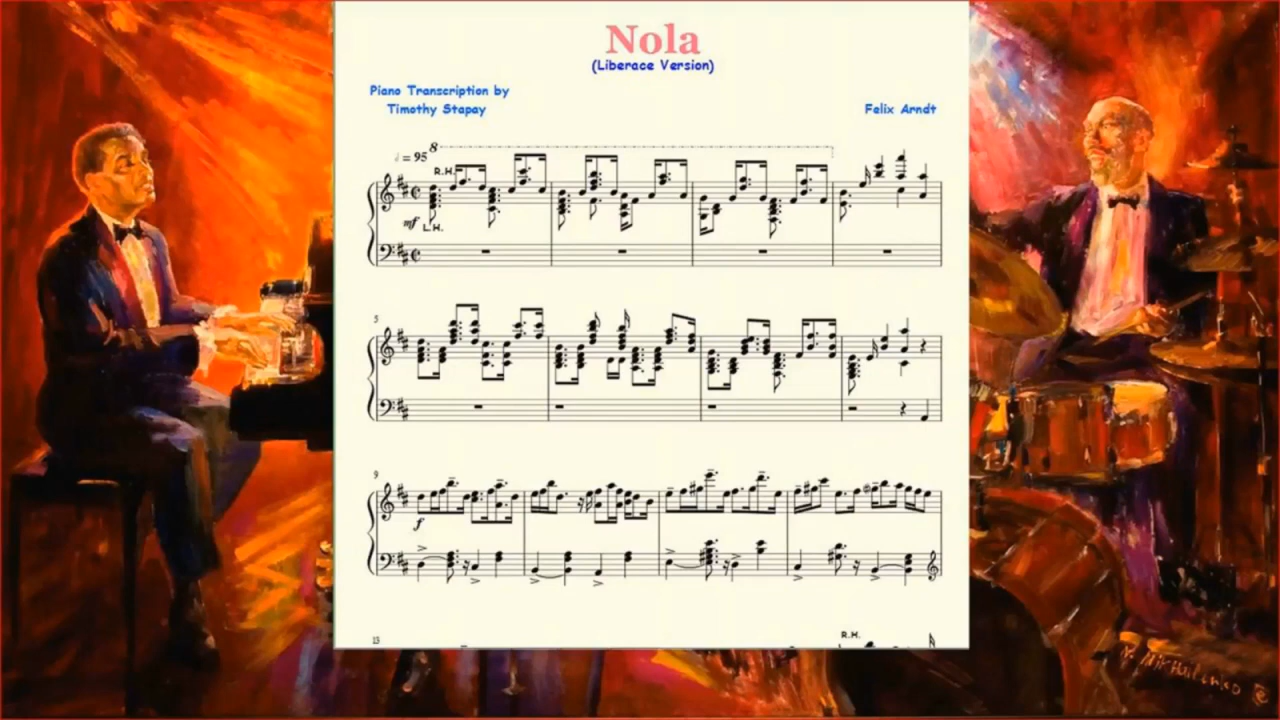 Nola
(Liberace Version)
Piano Transcription by
Timothy Stapay
Felix Arndt
♩ = 95
8
R.H.
mf
L.H.
5
9
f
13
R.H.